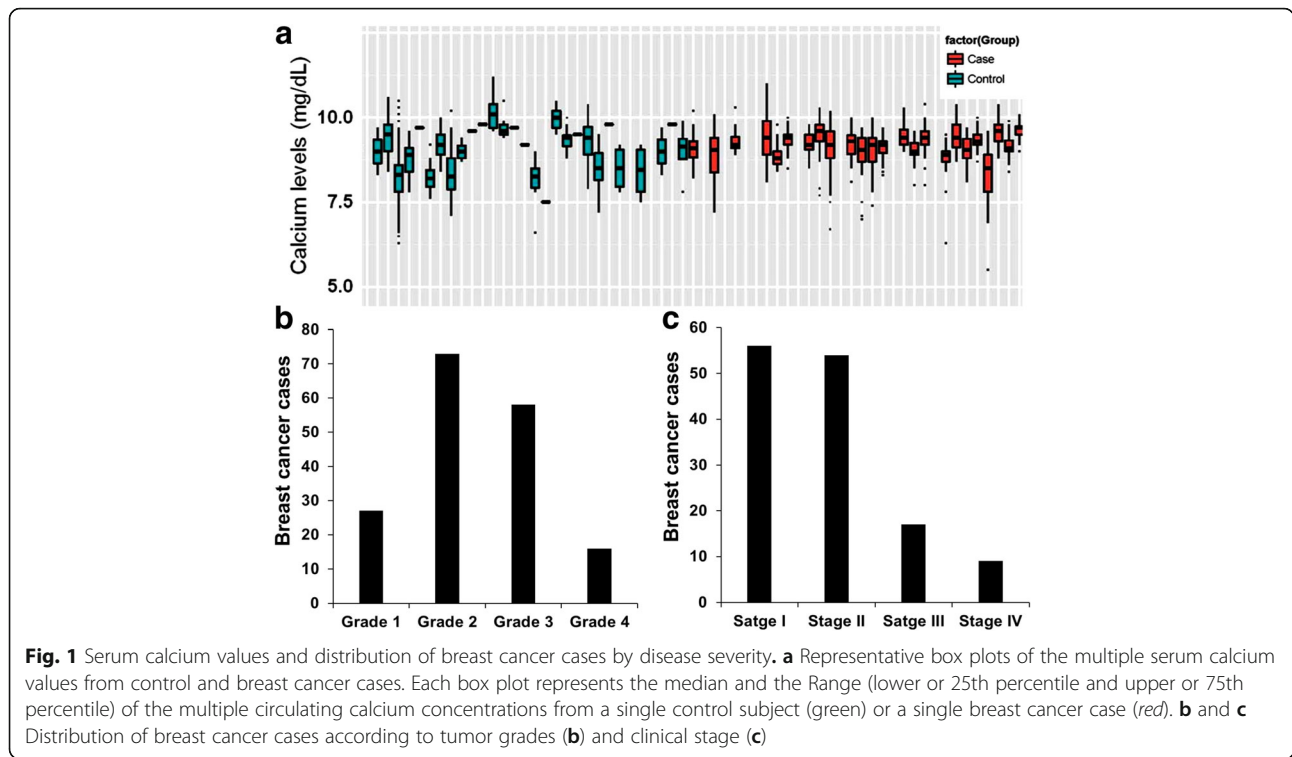 a
factor(Group)
Case
Control
Calcium levels (mg/dL)
10.0
7.5
5.0
b
Breast cancer cases
80
70
60
50
40
30
20
10
0
Grade 1 Grade 2 Grade 3 Grade 4
c
Breast cancer cases
60
50
40
30
20
10
0
Satge I Stage II Satge III Stage IV
Fig. 1 Serum calcium values and distribution of breast cancer cases by disease severity. a Representative box plots of the multiple serum calcium
values from control and breast cancer cases. Each box plot represents the median and the Range (lower or 25th percentile and upper or 75th
percentile) of the multiple circulating calcium concentrations from a single control subject (green) or a single breast cancer case (red). b and c
Distribution of breast cancer cases according to tumor grades (b) and clinical stage (c)